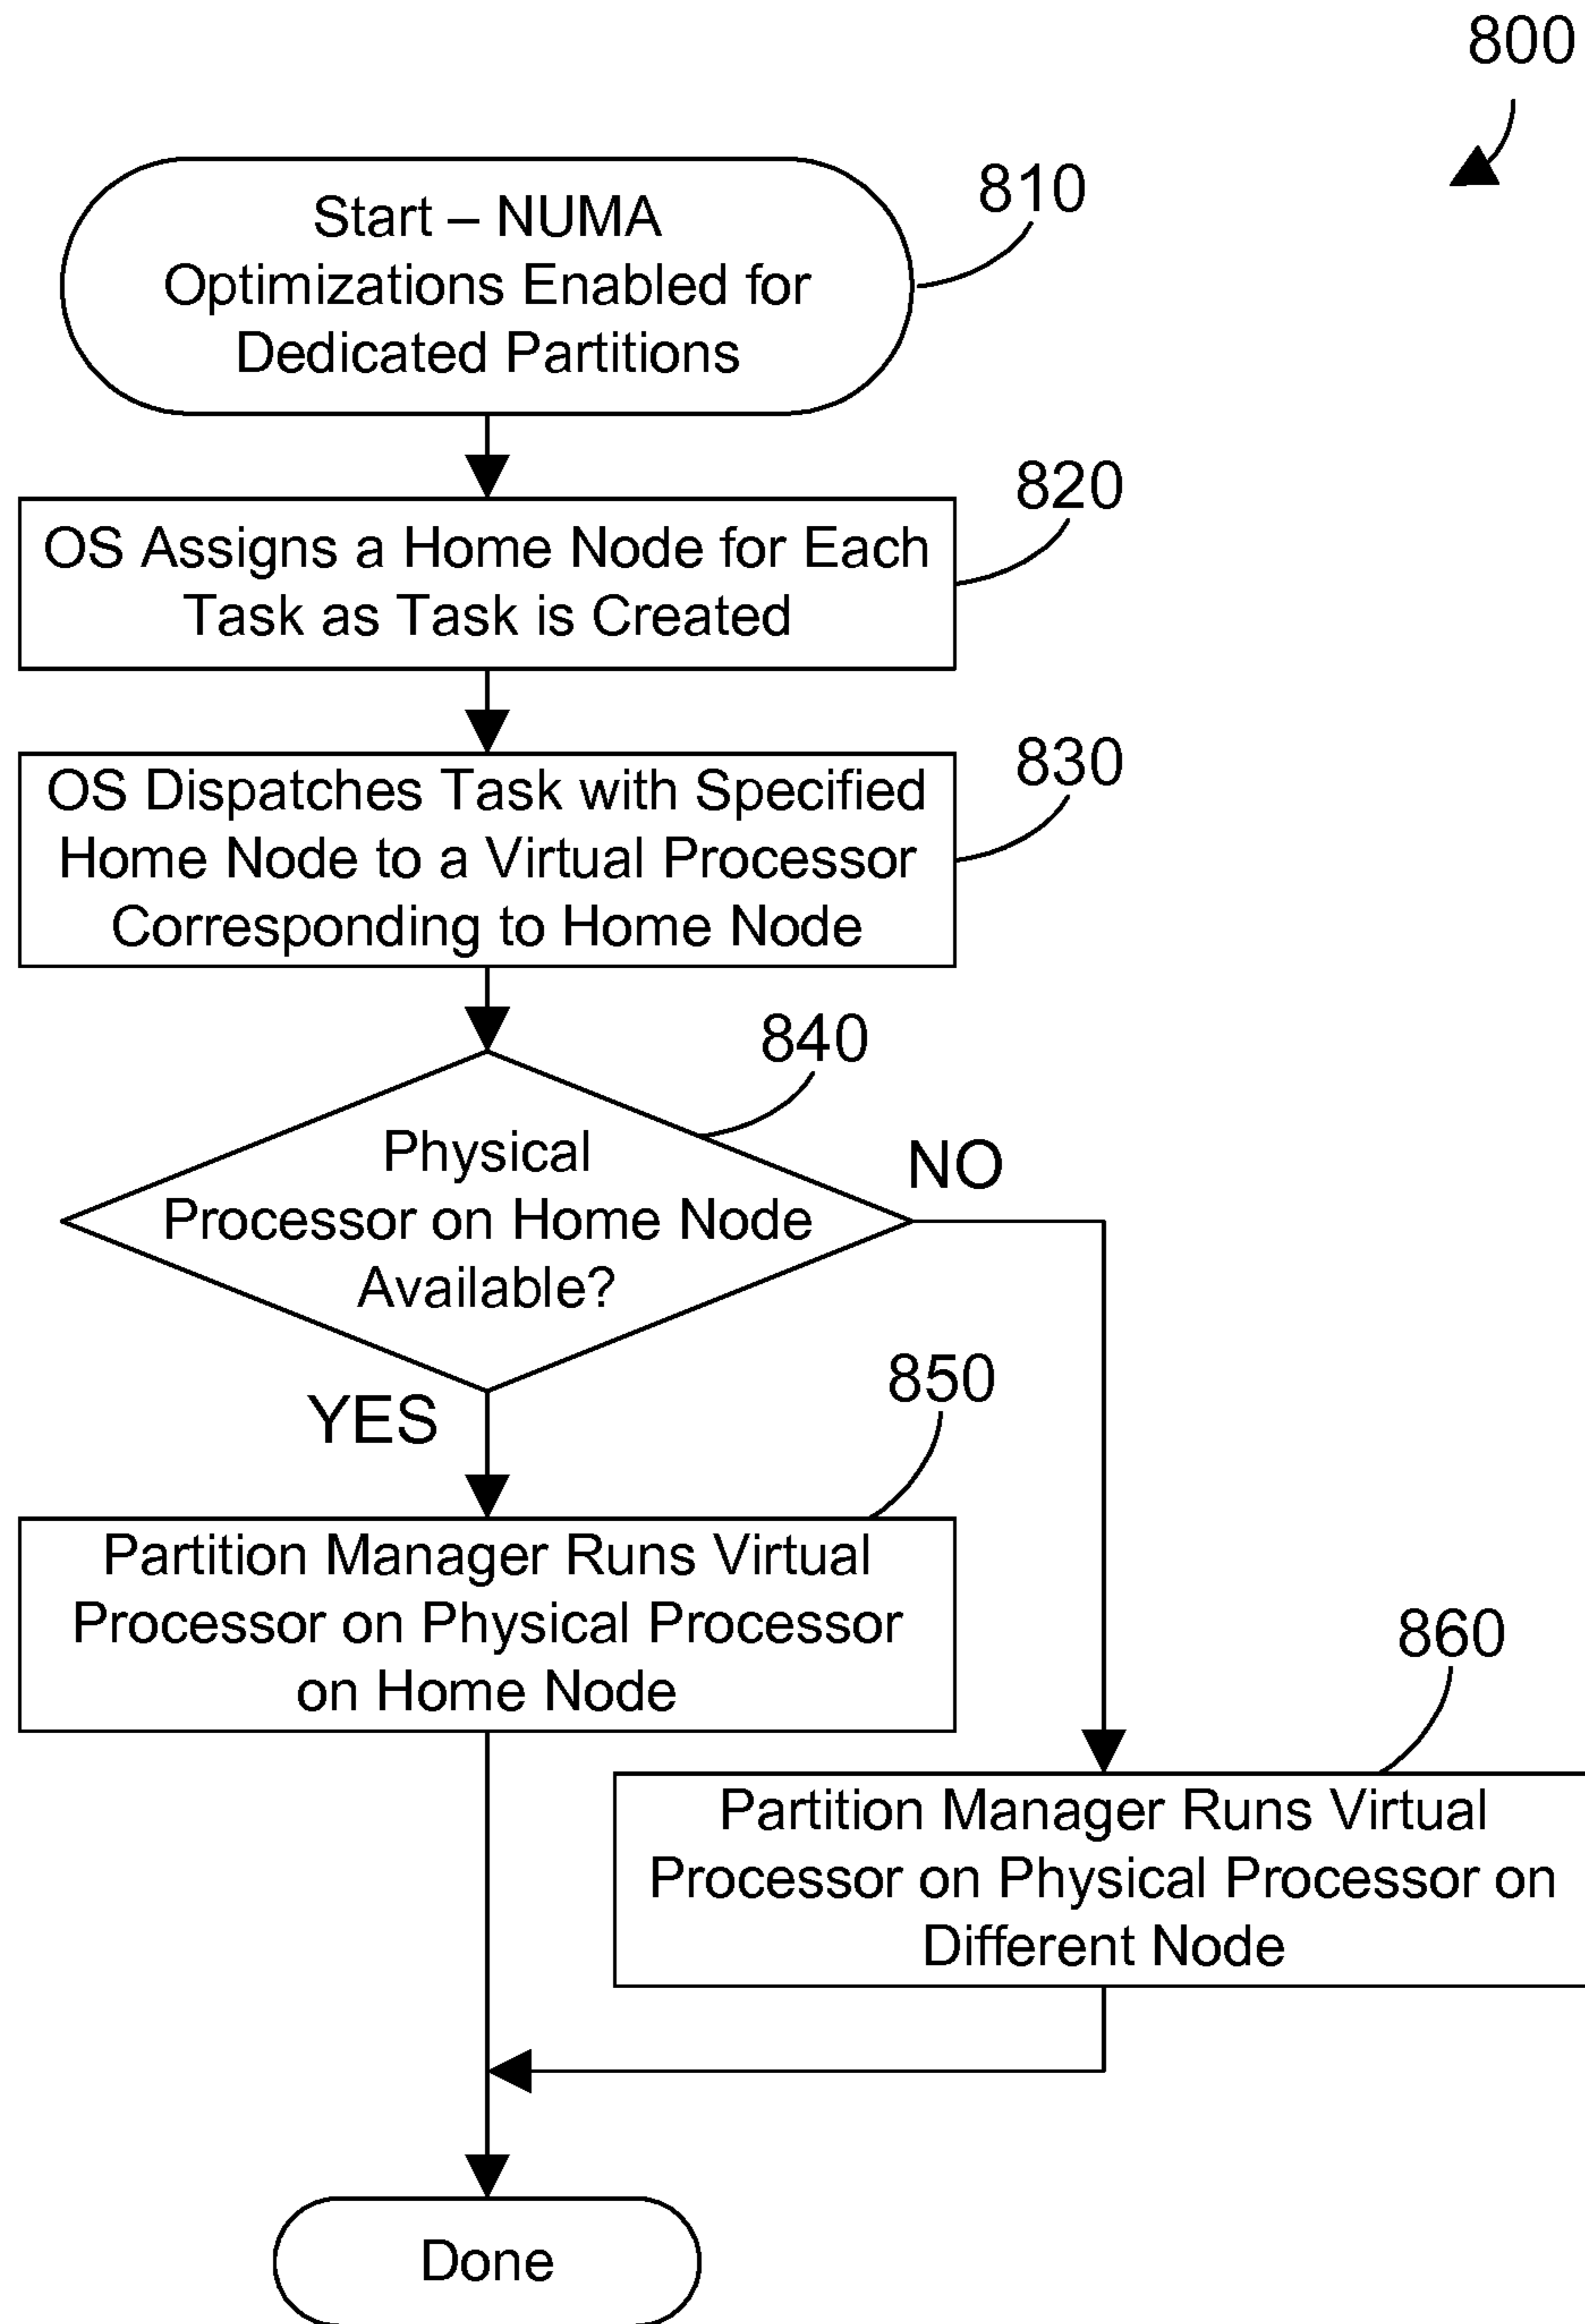 800
810
Start – NUMA
Optimizations Enabled for
Dedicated Partitions
820
OS Assigns a Home Node for Each
Task as Task is Created
830
OS Dispatches Task with Specified
Home Node to a Virtual Processor
Corresponding to Home Node
840
Physical
Processor on Home Node
Available?
NO
YES
850
Partition Manager Runs Virtual
Processor on Physical Processor
on Home Node
860
Partition Manager Runs Virtual
Processor on Physical Processor on
Different Node
Done